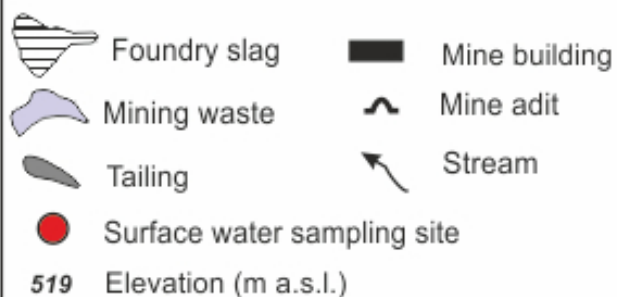 Foundry slag
Mine building
Mining waste
Mine adit
Tailing
Stream
Surface water sampling site
519 Elevation (m a.s.l.)